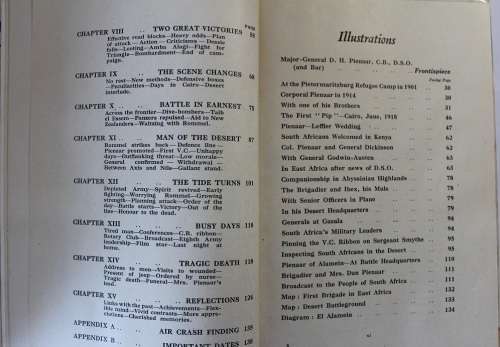 PAGE
CHAPTER VIII TWO GREAT VICTORIES 55
Effective road blocks—Heavy odds—Plan
of attack — Action — Criticisms — Dessie
falls—Looting—Amba Alagi—Fight for
Triangle—Bombardment—End of cam-
paign.
CHAPTER IX THE SCENE CHANGES 68
No rest—New methods—Defensive boxes
—Peculiarities—Days in Cairo—Desert
interlude.
CHAPTER X BATTLE IN EARNEST 75
Across the frontier—Dive-bombers—Taib
el Essem—Panzers repulsed—Aid to New
Zealanders—Waiting with Rommel.
CHAPTER XI MAN OF THE DESERT 87
Rommel strikes back—Defence line—
Pienaar promoted—First V.C.—Unhappy
days—Outflanking threat—Low morale—
General confirmed — Withdrawal —
Between Axis and Nile—Gallant stand.
CHAPTER XII THE TIDE TURNS 101
Depleted Army—Spirit revived—Early
fighting—Worrying Rommel—Growing
strength—Planning attack—Order of the
day—Battle starts—Victory—Out of the
lies—Honour to the dead.
CHAPTER XIII BUSY DAYS 110
Tired man—Conferences—C.B. ribbon—
Rotary Club—Broadcast—Eighth Army
leadership—Film star—Last night at
home.
CHAPTER XIV TRAGIC DEATH 119
Address to men—Visits to wounded—
Present of jeep—Ordered by nurse—
Tragic death—Funeral—Mrs. Pienaar's
land.
CHAPTER XV REFLECTIONS 126
Links with the past—Achievements—Flex-
ible mind—Vivid contrasts—More appre-
ciations—Cherished memories.
APPENDIX A AIR CRASH FINDING 135
APPENDIX B IMPORTANT DATES
Illustrations
Major-General D. H. Pienaar, C.B., D.S.O.
(and Bar) Frontispiece
Facing Page
At the Pietermaritzburg Refugee Camp in 1901 30
Corporal Pienaar in 1914 30
With one of his Brothers 31
The First "Pip"—Cairo, June, 1918 46
Pienaar—Leffler Wedding 47
South Africans Welcomed in Kenya 62
Col. Pienaar and General Dickinson 62
With General Godwin-Austen 63
In East Africa after news of D.S.O. 63
Companionship in Abyssinian Highlands 78
The Brigadier and Ibex, his Mule 78
With Senior Officers in Plane 79
In his Desert Headquarters 79
Generals at Gazala 94
South Africa's Military Leaders 94
Pinning the V.C. Ribbon on Sergeant Smythe 95
Inspecting South Africans in the Desert 95
Pienaar of Alamein—At Battle Headquarters 110
Brigadier and Mrs. Dan Pienaar 111
Broadcast to the People of South Africa 111
Map : First Brigade in East Africa 132
Map : Desert Battleground 133
Diagram : El Alamein 134
xi